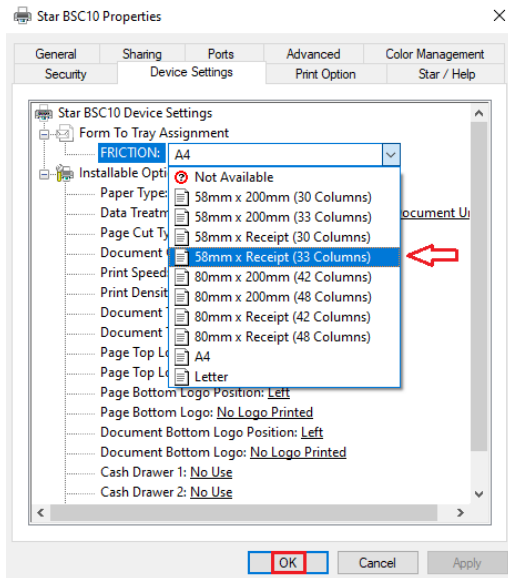 Star BSC10 Properties
General Sharing Ports Advanced Color Management
Security Device Settings Print Option Star / Help
Star BSC10 Device Settings
Form To Tray Assignment
FRICTION: A4
Installable Opti
Not Available
Paper Type:
58mm x 200mm (30 Columns)
Data Treatm
58mm x 200mm (33 Columns)
ocument Ui
Page Cut Ty
58mm x Receipt (30 Columns)
Document
58mm x Receipt (33 Columns)
Print Speed
80mm x 200mm (42 Columns)
Print Densit
80mm x 200mm (48 Columns)
Document
80mm x Receipt (42 Columns)
Document
80mm x Receipt (48 Columns)
Page Top Lo
A4
Page Top Lo
Letter
Page Bottom Logo Position: Left
Page Bottom Logo: No Logo Printed
Document Bottom Logo Position: Left
Document Bottom Logo: No Logo Printed
Cash Drawer 1: No Use
Cash Drawer 2: No Use
OK Cancel Apply